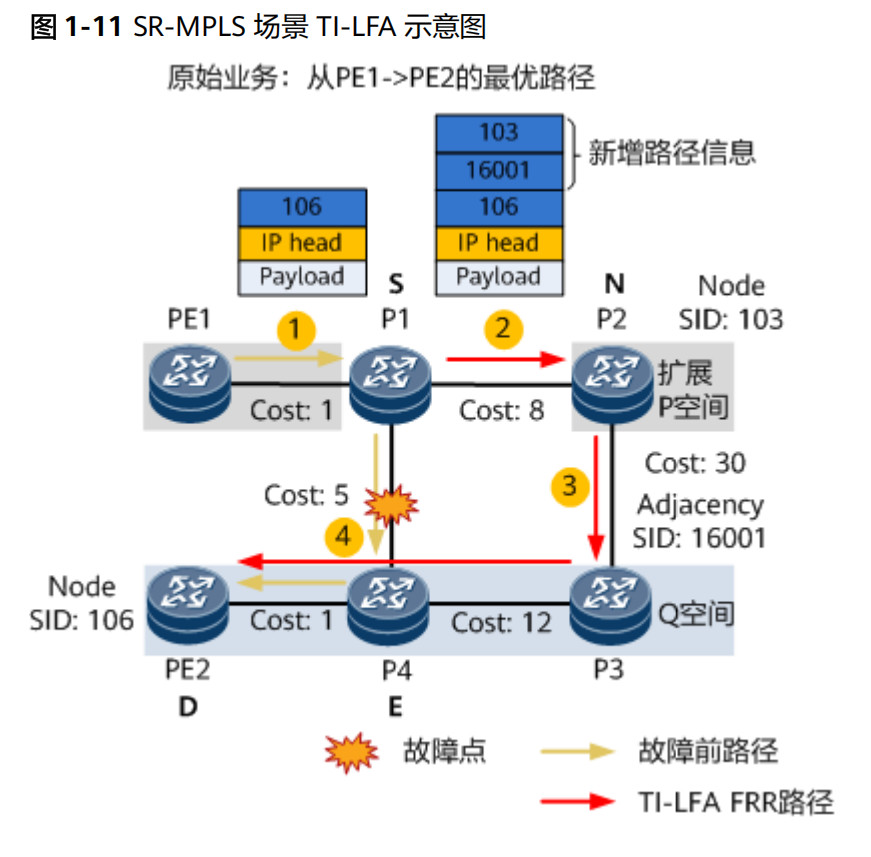 图 1-11 SR-MPLS 场景 TI-LFA 示意图
原始业务：从PE1->PE2的最优路径
103
16001
新增路径信息
106
IP head
Payload
106
IP head
Payload
S
N
Node
SID: 103
PE1
P1
P2
1
2
扩展
P空间
Cost: 1
Cost: 8
Cost: 30
Cost: 5
3
Adjacency
SID: 16001
4
Node
SID: 106
Cost: 1
Cost: 12
Q空间
PE2
P4
P3
D
E
故障点
故障前路径
TI-LFA FRR路径